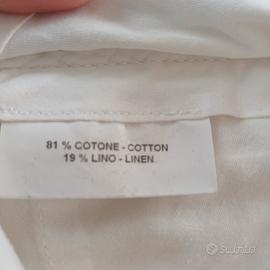 81 % COTONE - COTTON
19 % LINO - LINEN
subito